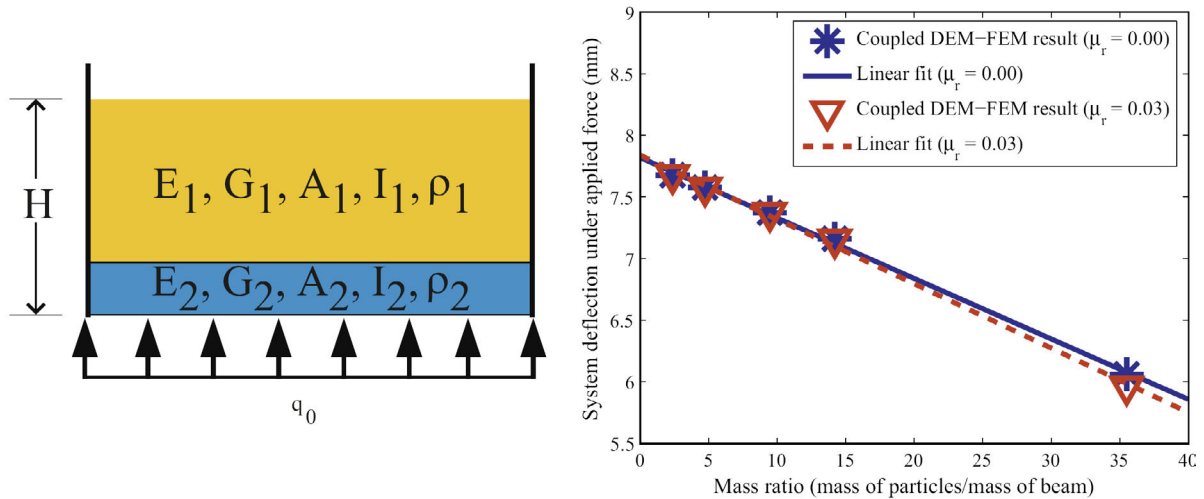 H
E₁, G₁, A₁, I₁, ρ₁
E₂, G₂, A₂, I₂, ρ₂
q₀
System deflection under applied force (mm)
9
8.5
8
7.5
7
6.5
6
5.5
Coupled DEM−FEM result (μᵣ = 0.00)
Linear fit (μᵣ = 0.00)
Coupled DEM−FEM result (μᵣ = 0.03)
Linear fit (μᵣ = 0.03)
0 5 10 15 20 25 30 35 40
Mass ratio (mass of particles/mass of beam)